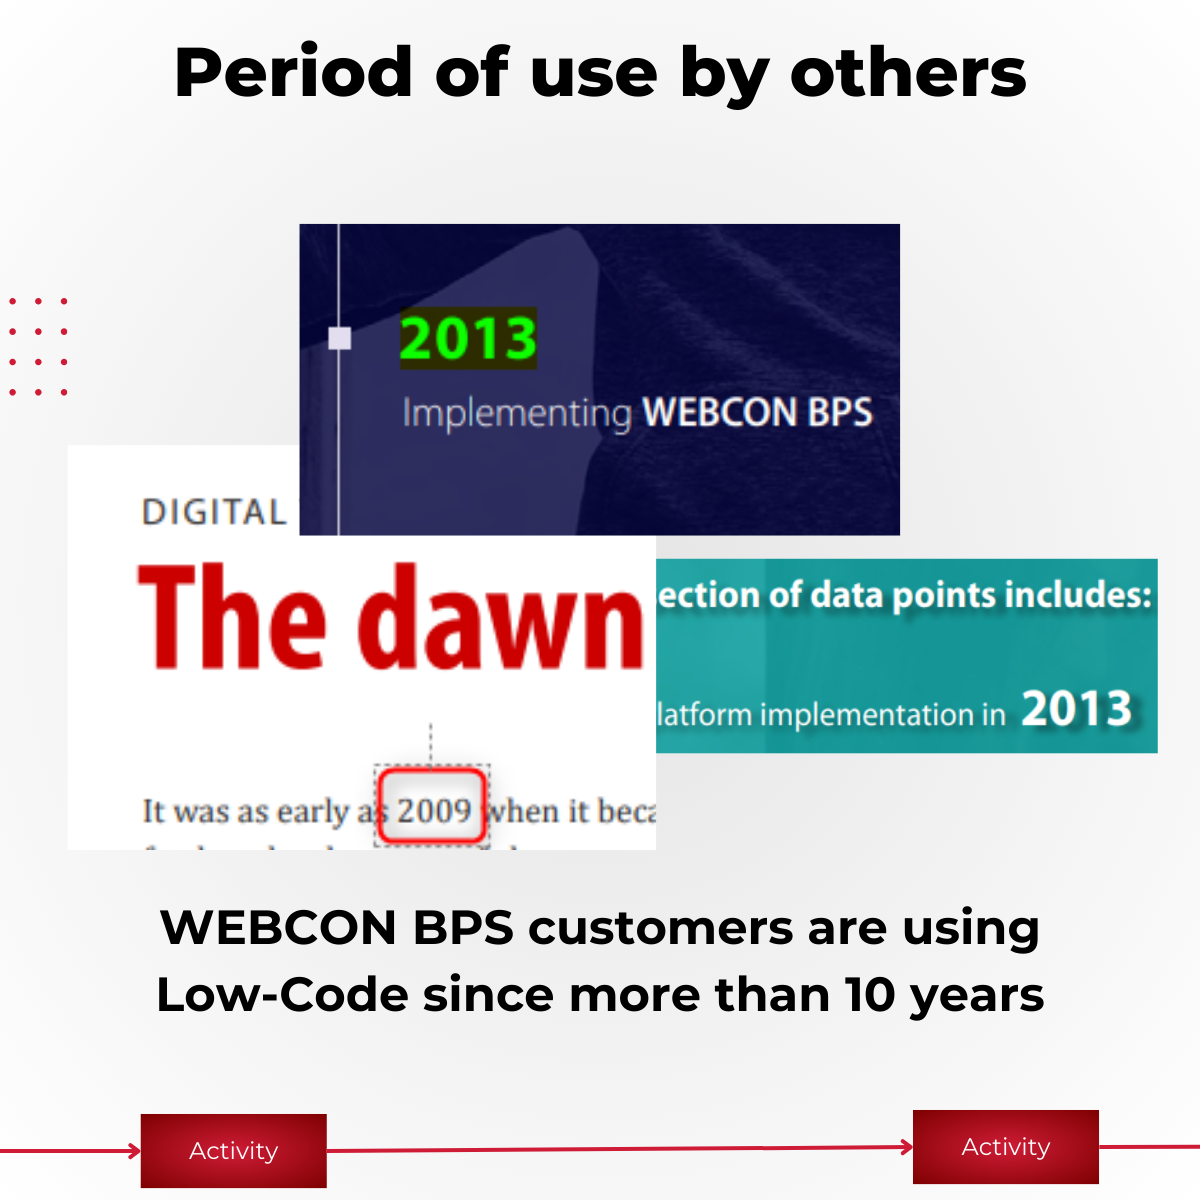 Period of use by others
2013
Implementing WEBCON BPS
DIGITAL
The dawn
ection of data points includes:
latform implementation in 2013
It was as early as 2009 when it beca
WEBCON BPS customers are using
Low-Code since more than 10 years
Activity
Activity